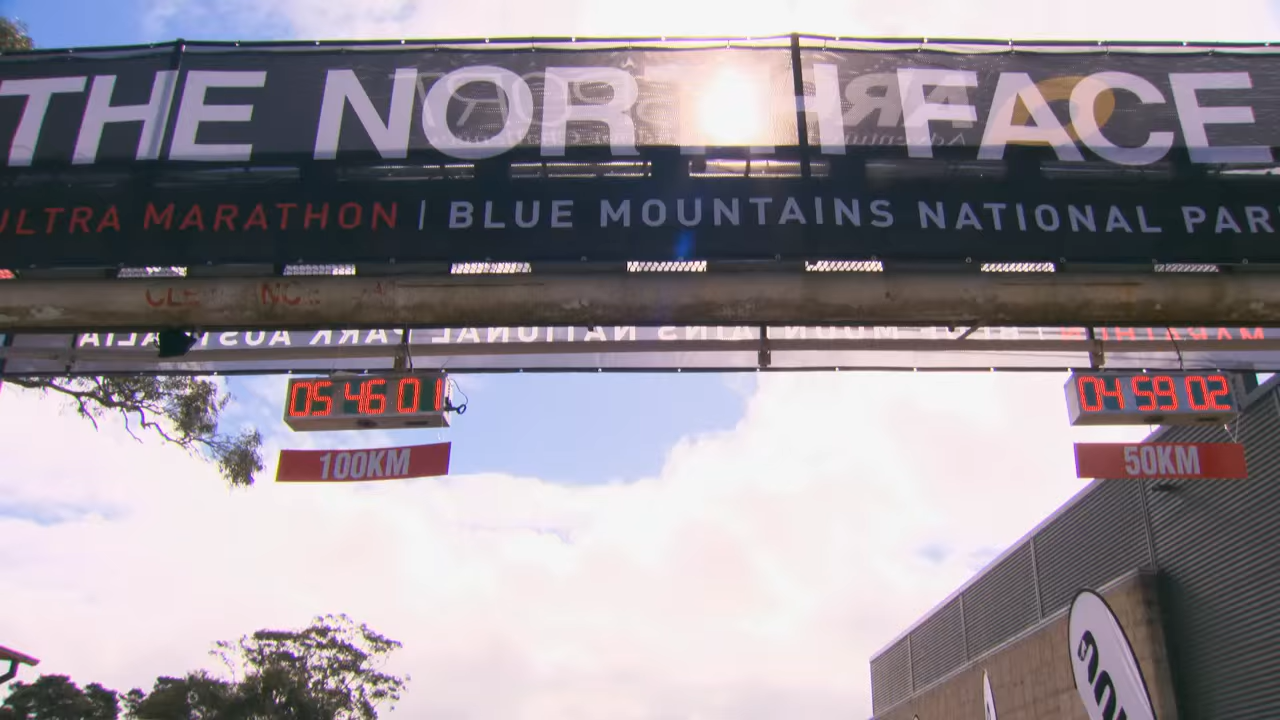 THE NORTH FACE
ULTRA MARATHON | BLUE MOUNTAINS NATIONAL PARK
05 46 01
04 59 02
100KM
50KM